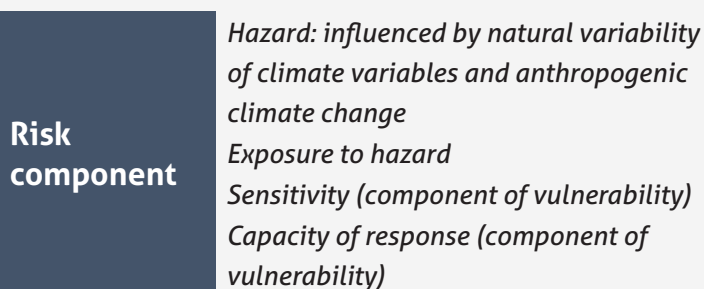 Risk
component
Hazard: influenced by natural variability
of climate variables and anthropogenic
climate change
Exposure to hazard
Sensitivity (component of vulnerability)
Capacity of response (component of
vulnerability)